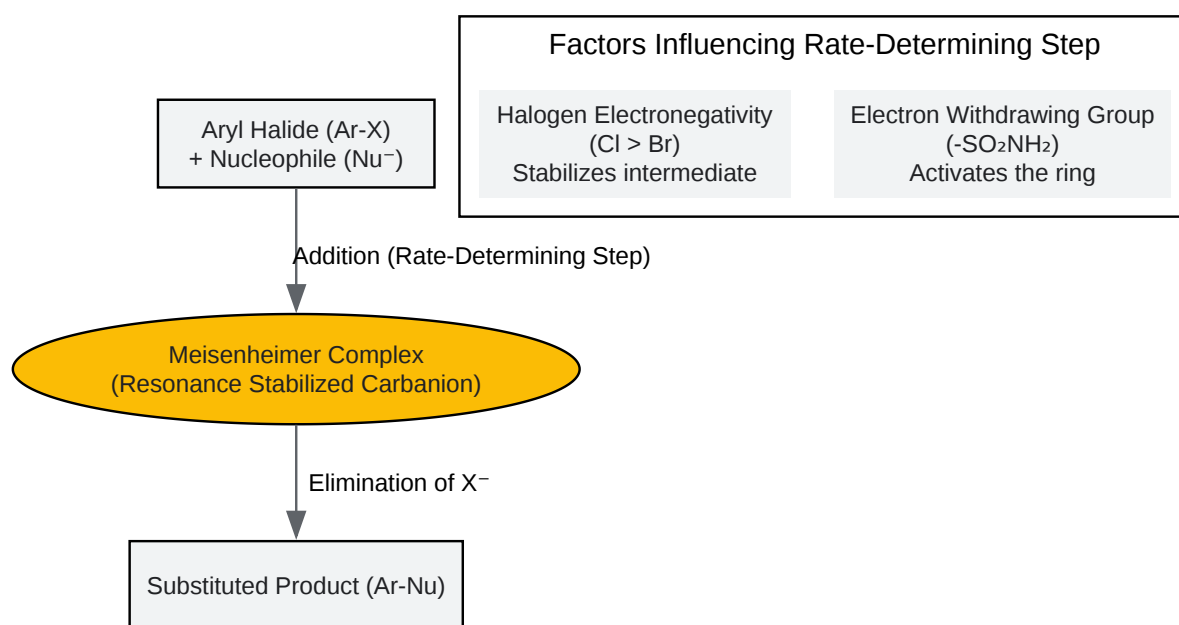 Factors Influencing Rate-Determining Step
Halogen Electronegativity
(Cl > Br)
Stabilizes intermediate
Electron Withdrawing Group
(-SO₂NH₂)
Activates the ring
Aryl Halide (Ar-X)
+ Nucleophile (Nu⁻)
Addition (Rate-Determining Step)
Meisenheimer Complex
(Resonance Stabilized Carbanion)
Elimination of X⁻
Substituted Product (Ar-Nu)